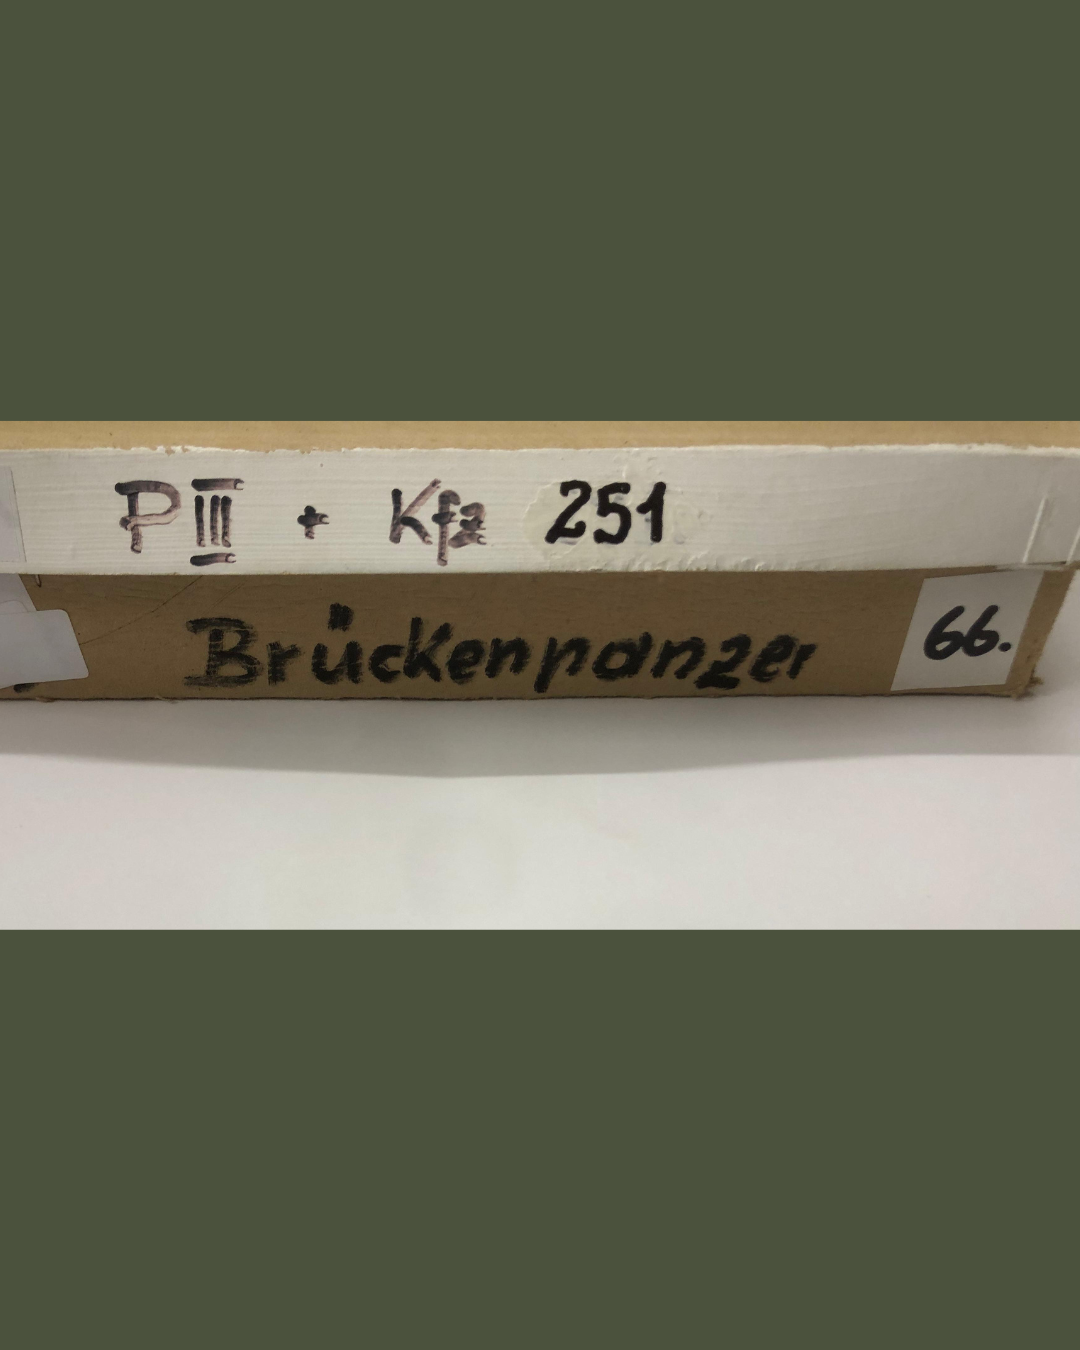 PIII + Kfz 251
Brückenpanzer 66.